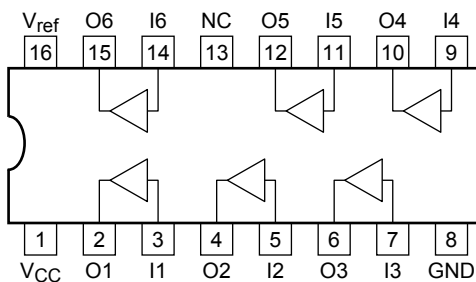 Vref O6 I6 NC O5 I5 O4 I4
16 15 14 13 12 11 10 9
1 2 3 4 5 6 7 8
VCC O1 I1 O2 I2 O3 I3 GND